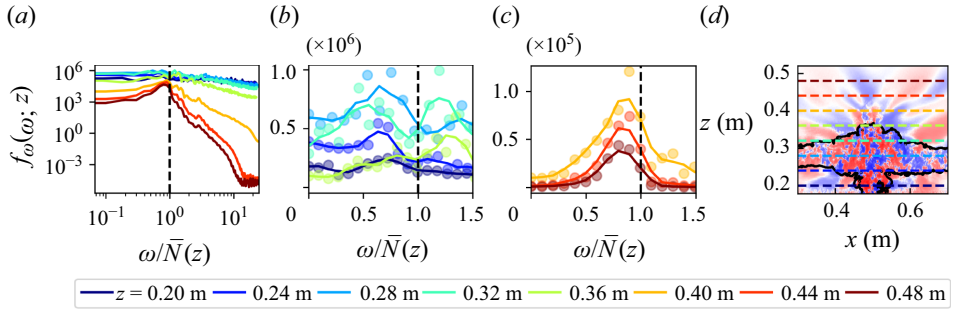 (a) (b) (c) (d)
(×10⁶) (×10⁵)
f_ω(ω; z)
10⁶
10³
10⁰
10⁻³
10⁻¹ 10⁰ 10¹
ω/N̅(z)
1.0
0.5
0
0 0.5 1.0 1.5
ω/N̅(z)
1.0
0.5
0
0 0.5 1.0 1.5
ω/N̅(z)
z (m)
0.5
0.4
0.3
0.2
0.4 0.6
x (m)
z = 0.20 m 0.24 m 0.28 m 0.32 m 0.36 m 0.40 m 0.44 m 0.48 m